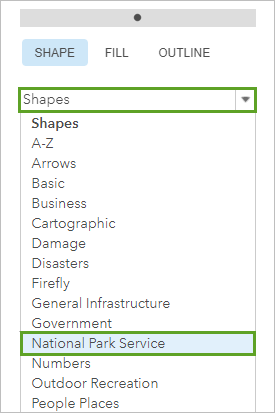 SHAPE FILL OUTLINE
Shapes
Shapes
A-Z
Arrows
Basic
Business
Cartographic
Damage
Disasters
Firefly
General Infrastructure
Government
National Park Service
Numbers
Outdoor Recreation
People Places